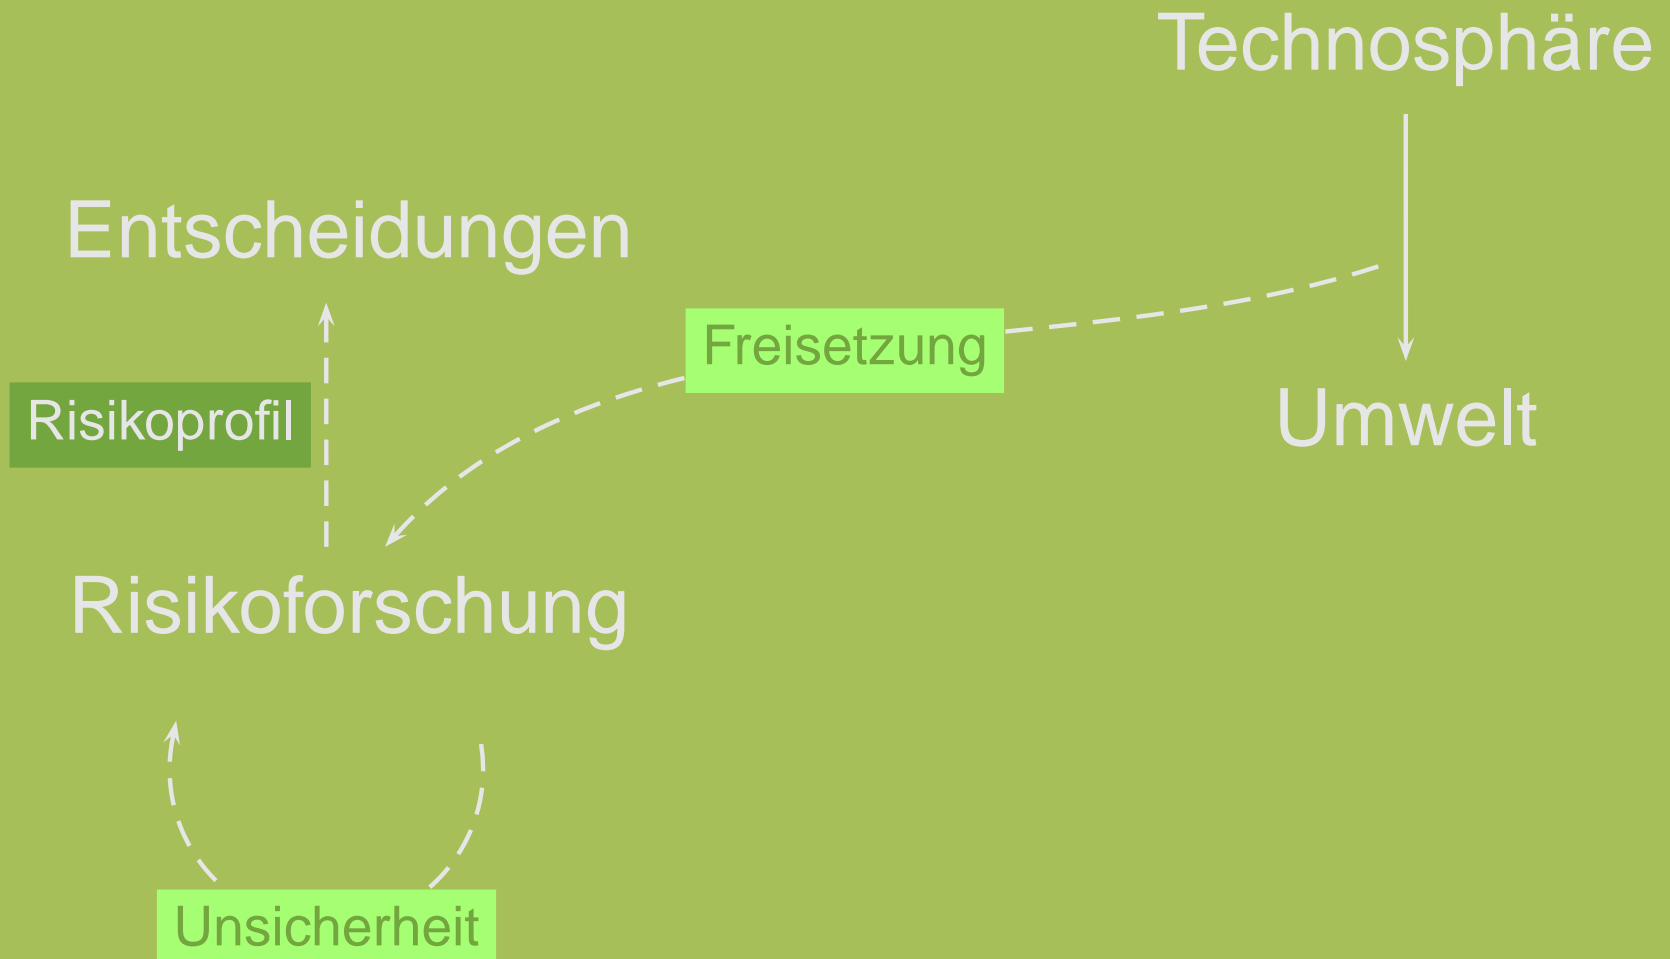 Technosphäre
Entscheidungen
Freisetzung
Risikoprofil
Umwelt
Risikoforschung
Unsicherheit